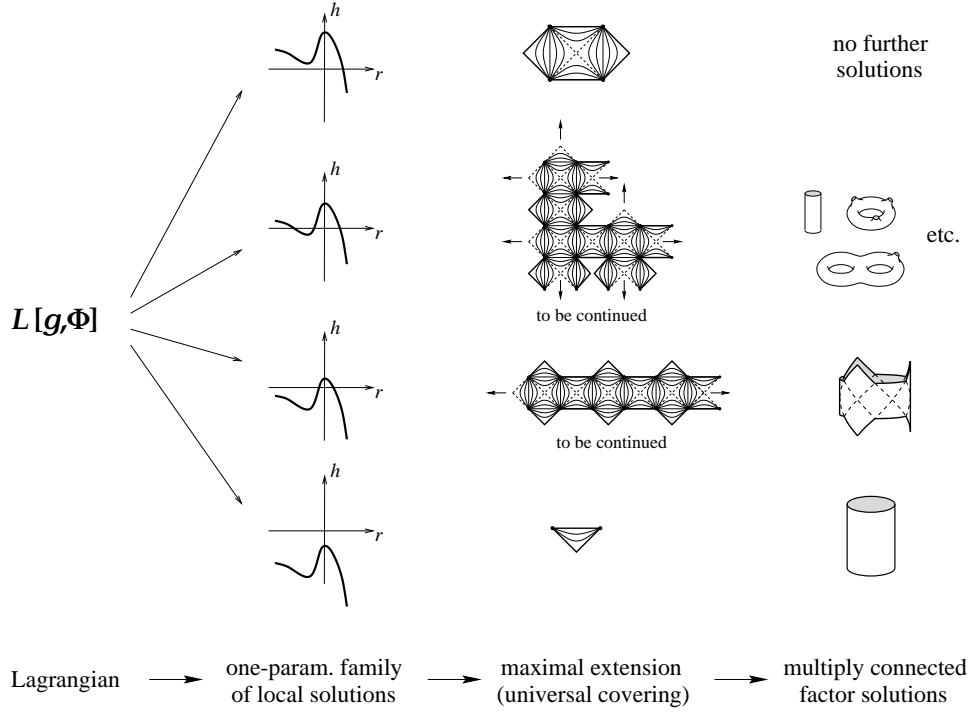 h
r
no further
solutions
h
r
etc.
to be continued
L [g,Φ]
h
r
to be continued
h
r
Lagrangian
one-param. family
of local solutions
maximal extension
(universal covering)
multiply connected
factor solutions